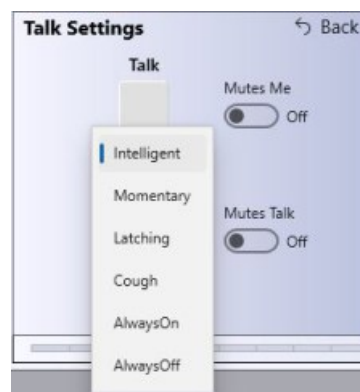 Talk Settings
Back
Talk
Mutes Me
Off
Intelligent
Momentary
Latching
Mutes Talk
Off
Cough
AlwaysOn
AlwaysOff